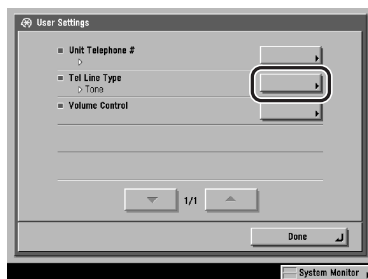 User Settings
Unit Telephone #
Tel Line Type
Tone
Volume Control
1/1
Done
System Monitor